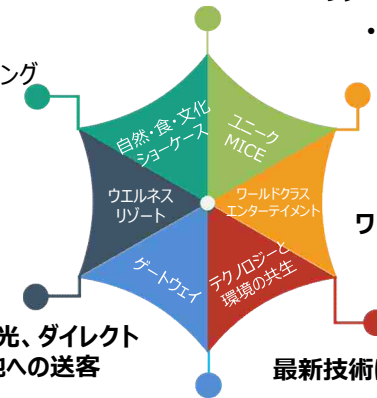 ・
ング
自然・食・文化
ショーケース
ユニーク
MICE
ウエルネス
リゾート
ワールドクラス
エンターテイメント
ワ
ゲートウェイ
テクノロジーと
環境の共生
光、ダイレクト
への送客
最新技術